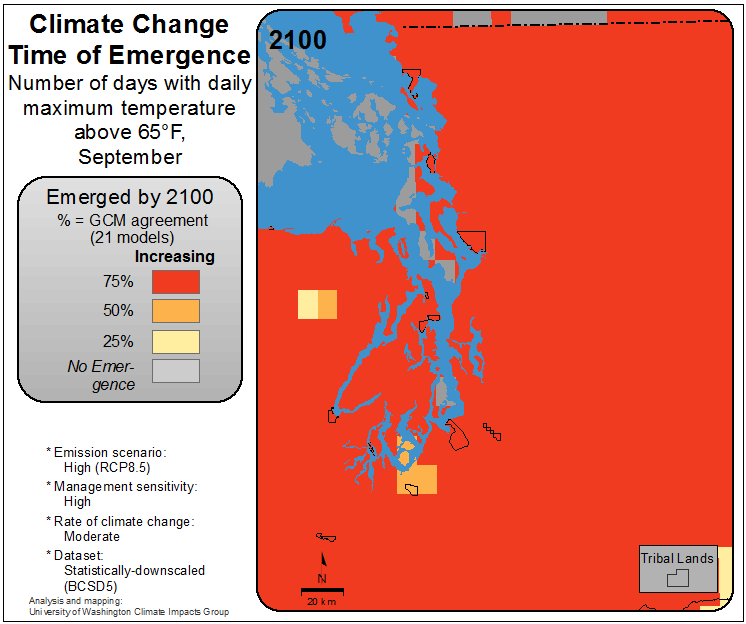 Climate Change
Time of Emergence
Number of days with daily
maximum temperature
above 65°F,
September
Emerged by 2100
% = GCM agreement
(21 models)
Increasing
75%
50%
25%
No Emer-
gence
* Emission scenario:
High (RCP8.5)
* Management sensitivity:
High
* Rate of climate change:
Moderate
* Dataset:
Statistically-downscaled
(BCSD5)
Analysis and mapping:
University of Washington Climate Impacts Group
2100
N
20 km
Tribal Lands